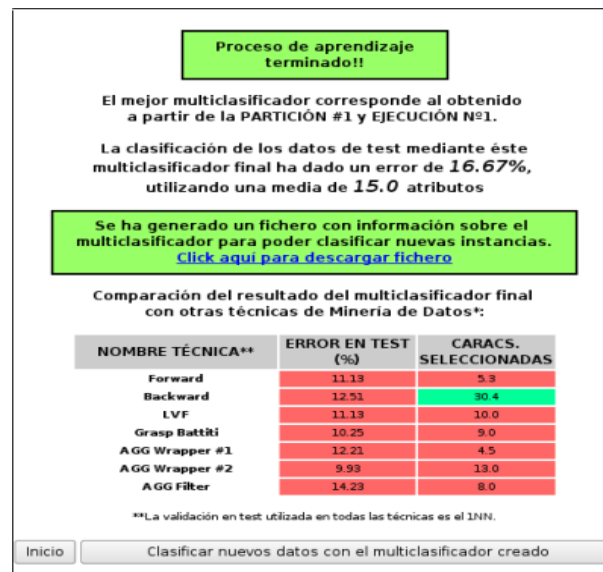 Proceso de aprendizaje
terminado!!
El mejor multiclasificador corresponde al obtenido
a partir de la PARTICIÓN #1 y EJECUCIÓN Nº1.
La clasificación de los datos de test mediante éste
multiclasificador final ha dado un error de 16.67%,
utilizando una media de 15.0 atributos
Se ha generado un fichero con información sobre el
multiclasificador para poder clasificar nuevas instancias.
Click aquí para descargar fichero
Comparación del resultado del multiclasificador final
con otras técnicas de Minería de Datos*:
NOMBRE TÉCNICA** ERROR EN TEST (%) CARACS. SELECCIONADAS
Forward 11.13 5.3
Backward 12.51 30.4
LVF 11.13 10.0
Grasp Battiti 10.25 9.0
AGG Wrapper #1 12.21 4.5
AGG Wrapper #2 9.93 13.0
AGG Filter 14.23 8.0
**La validación en test utilizada en todas las técnicas es el 1NN.
Inicio Clasificar nuevos datos con el multiclasificador creado